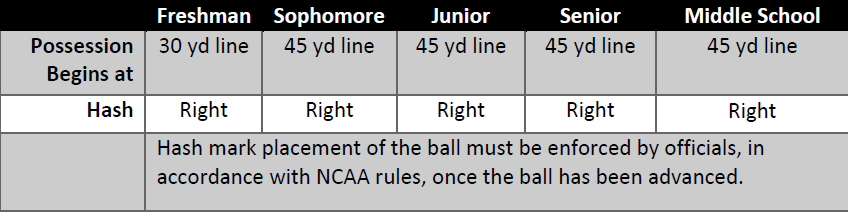 Freshman Sophomore Junior Senior Middle School
Possession Begins at 30 yd line 45 yd line 45 yd line 45 yd line 45 yd line
Hash Right Right Right Right Right
Hash mark placement of the ball must be enforced by officials, in
accordance with NCAA rules, once the ball has been advanced.